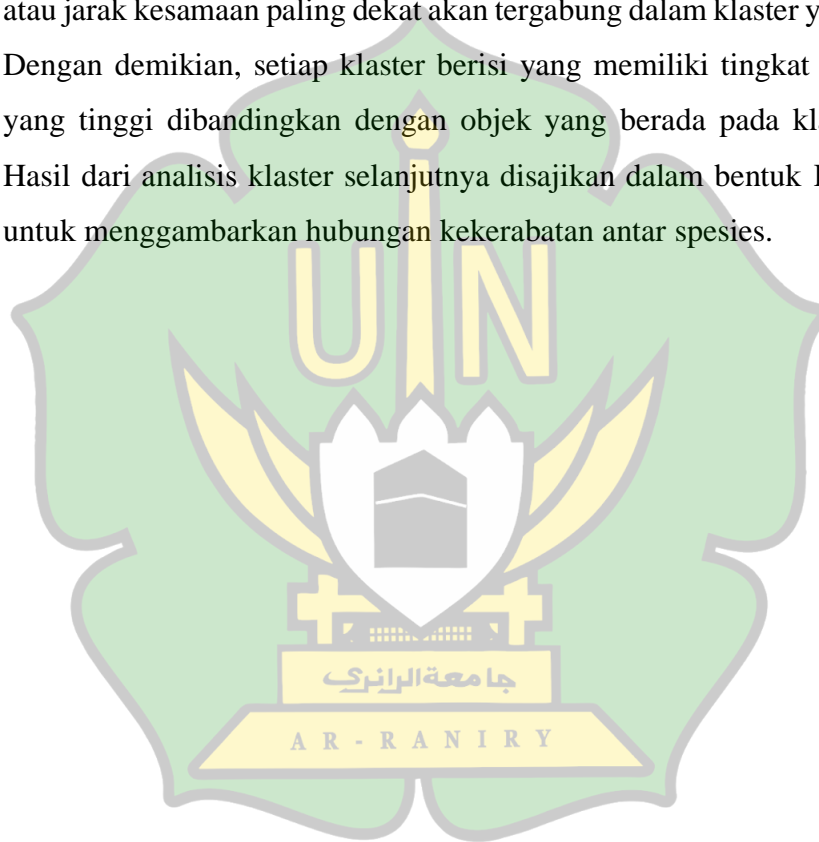 atau jarak kesamaan paling dekat akan tergabung dalam klaster
Dengan demikian, setiap klaster berisi yang memiliki tingkat
yang tinggi dibandingkan dengan objek yang berada pada
Hasil dari analisis klaster selanjutnya disajikan dalam bentuk
untuk menggambarkan hubungan kekerabatan antar spesies.
UIN
جامعة الرانري
AR-RANIRY